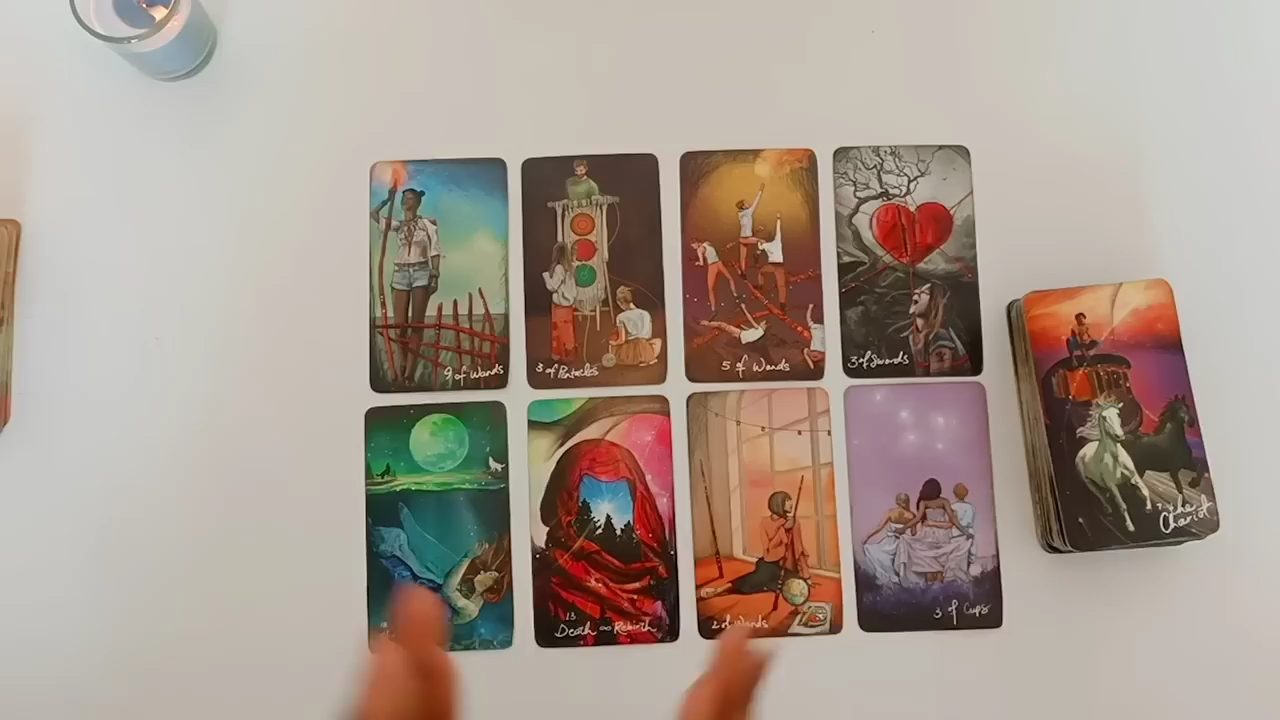 9 of Wands
3 of Pentacles
5 of Wands
3 of Swords
13
Death ∞ Rebirth
2 of Wands
3 of Cups
7
The
Chariot